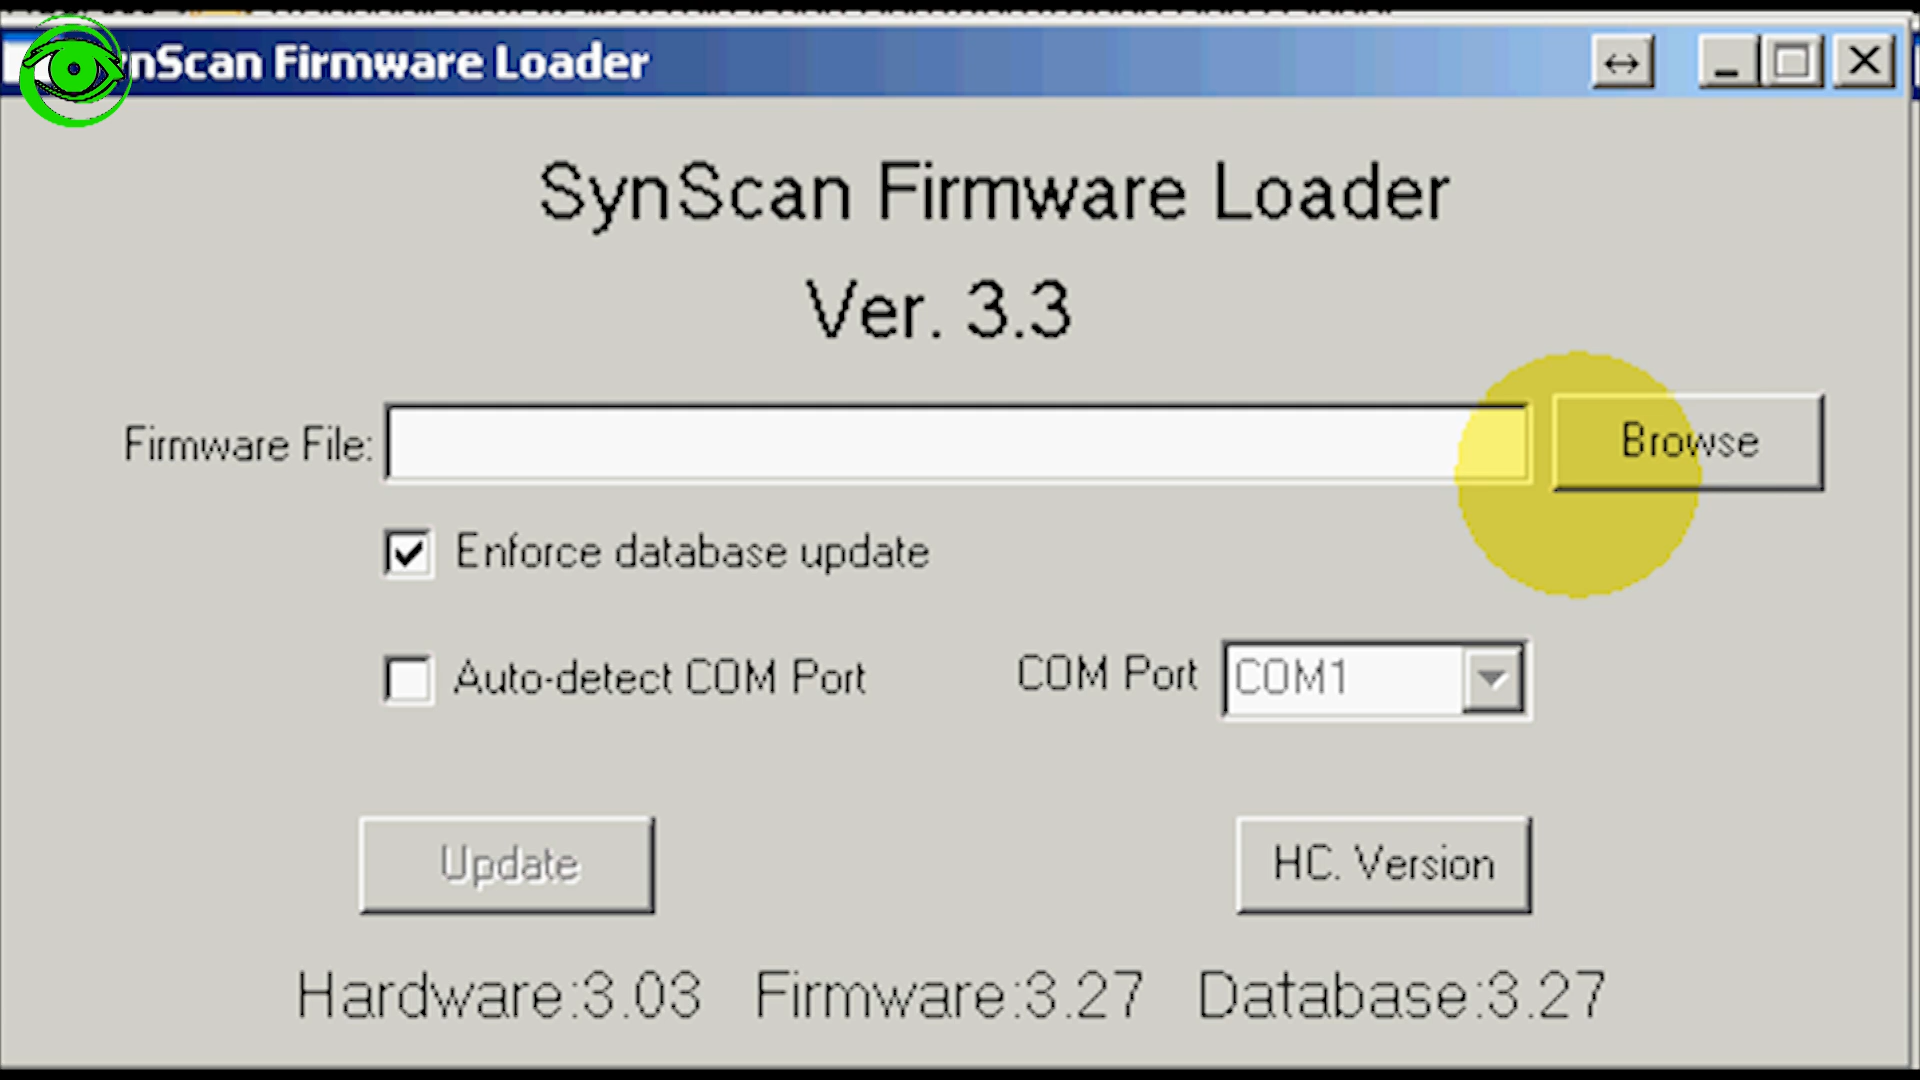 nScan Firmware Loader
SynScan Firmware Loader
Ver. 3.3
Firmware File:
Browse
Enforce database update
Auto-detect COM Port
COM Port
COM1
Update
HC. Version
Hardware:3.03 Firmware:3.27 Database:3.27